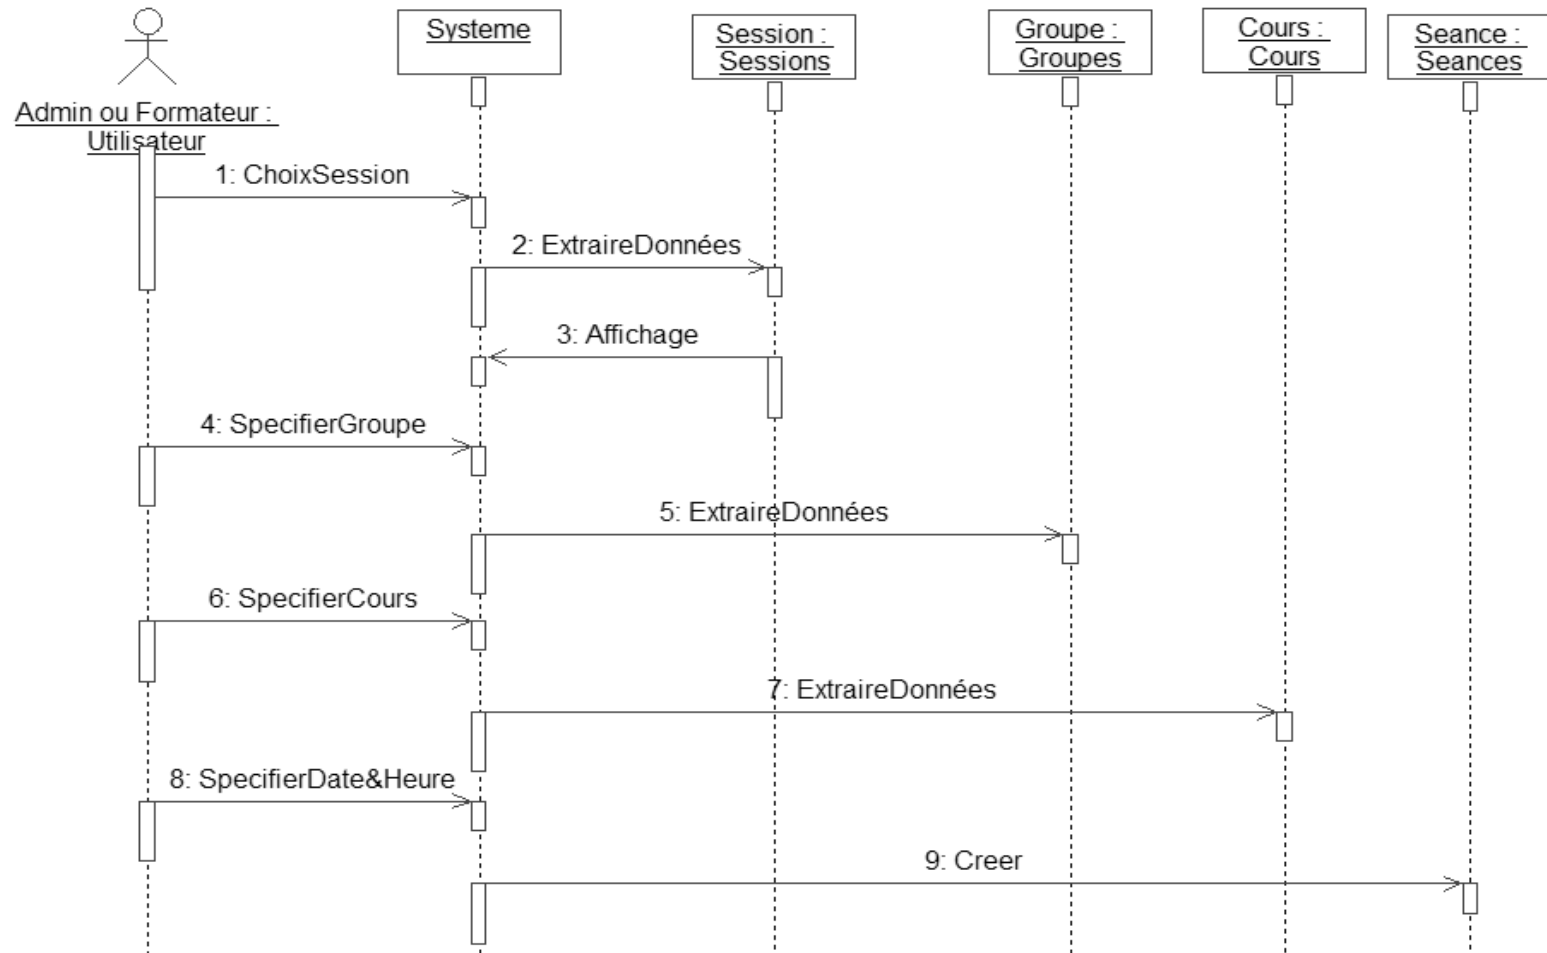 Systeme
Session :
Sessions
Groupe :
Groupes
Cours :
Cours
Seance :
Seances
Admin ou Formateur :
Utilisateur
1: ChoixSession
2: ExtraireDonnées
3: Affichage
4: SpecifierGroupe
5: ExtraireDonnées
6: SpecifierCours
7: ExtraireDonnées
8: SpecifierDate&Heure
9: Creer